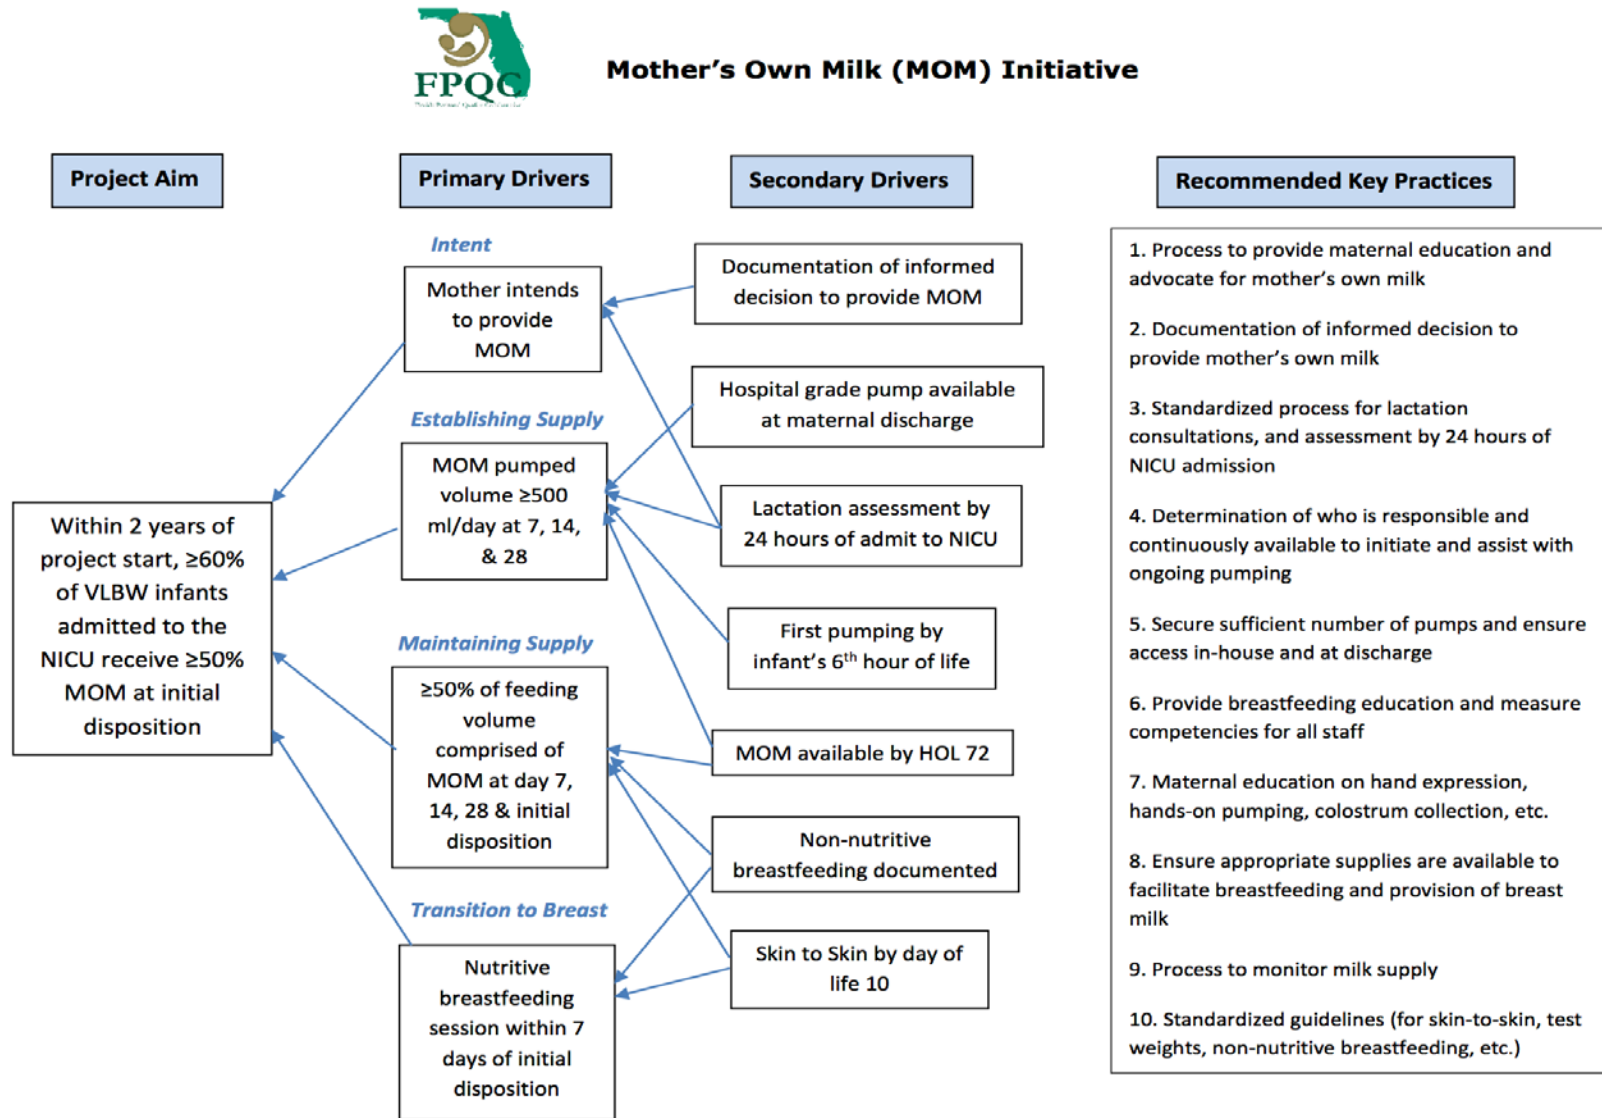 FPQC
Mother's Own Milk (MOM) Initiative
Project Aim
Primary Drivers
Secondary Drivers
Recommended Key Practices
Within 2 years of
project start, ≥60%
of VLBW infants
admitted to the
NICU receive ≥50%
MOM at initial
disposition
Intent
Mother intends
to provide
MOM
Establishing Supply
MOM pumped
volume ≥500
ml/day at 7, 14,
& 28
Maintaining Supply
≥50% of feeding
volume
comprised of
MOM at day 7,
14, 28 & initial
disposition
Transition to Breast
Nutritive
breastfeeding
session within 7
days of initial
disposition
Documentation of informed
decision to provide MOM
Hospital grade pump available
at maternal discharge
Lactation assessment by
24 hours of admit to NICU
First pumping by
infant's 6th hour of life
MOM available by HOL 72
Non-nutritive
breastfeeding documented
Skin to Skin by day of
life 10
1. Process to provide maternal education and
advocate for mother's own milk
2. Documentation of informed decision to
provide mother's own milk
3. Standardized process for lactation
consultations, and assessment by 24 hours of
NICU admission
4. Determination of who is responsible and
continuously available to initiate and assist with
ongoing pumping
5. Secure sufficient number of pumps and ensure
access in-house and at discharge
6. Provide breastfeeding education and measure
competencies for all staff
7. Maternal education on hand expression,
hands-on pumping, colostrum collection, etc.
8. Ensure appropriate supplies are available to
facilitate breastfeeding and provision of breast
milk
9. Process to monitor milk supply
10. Standardized guidelines (for skin-to-skin, test
weights, non-nutritive breastfeeding, etc.)